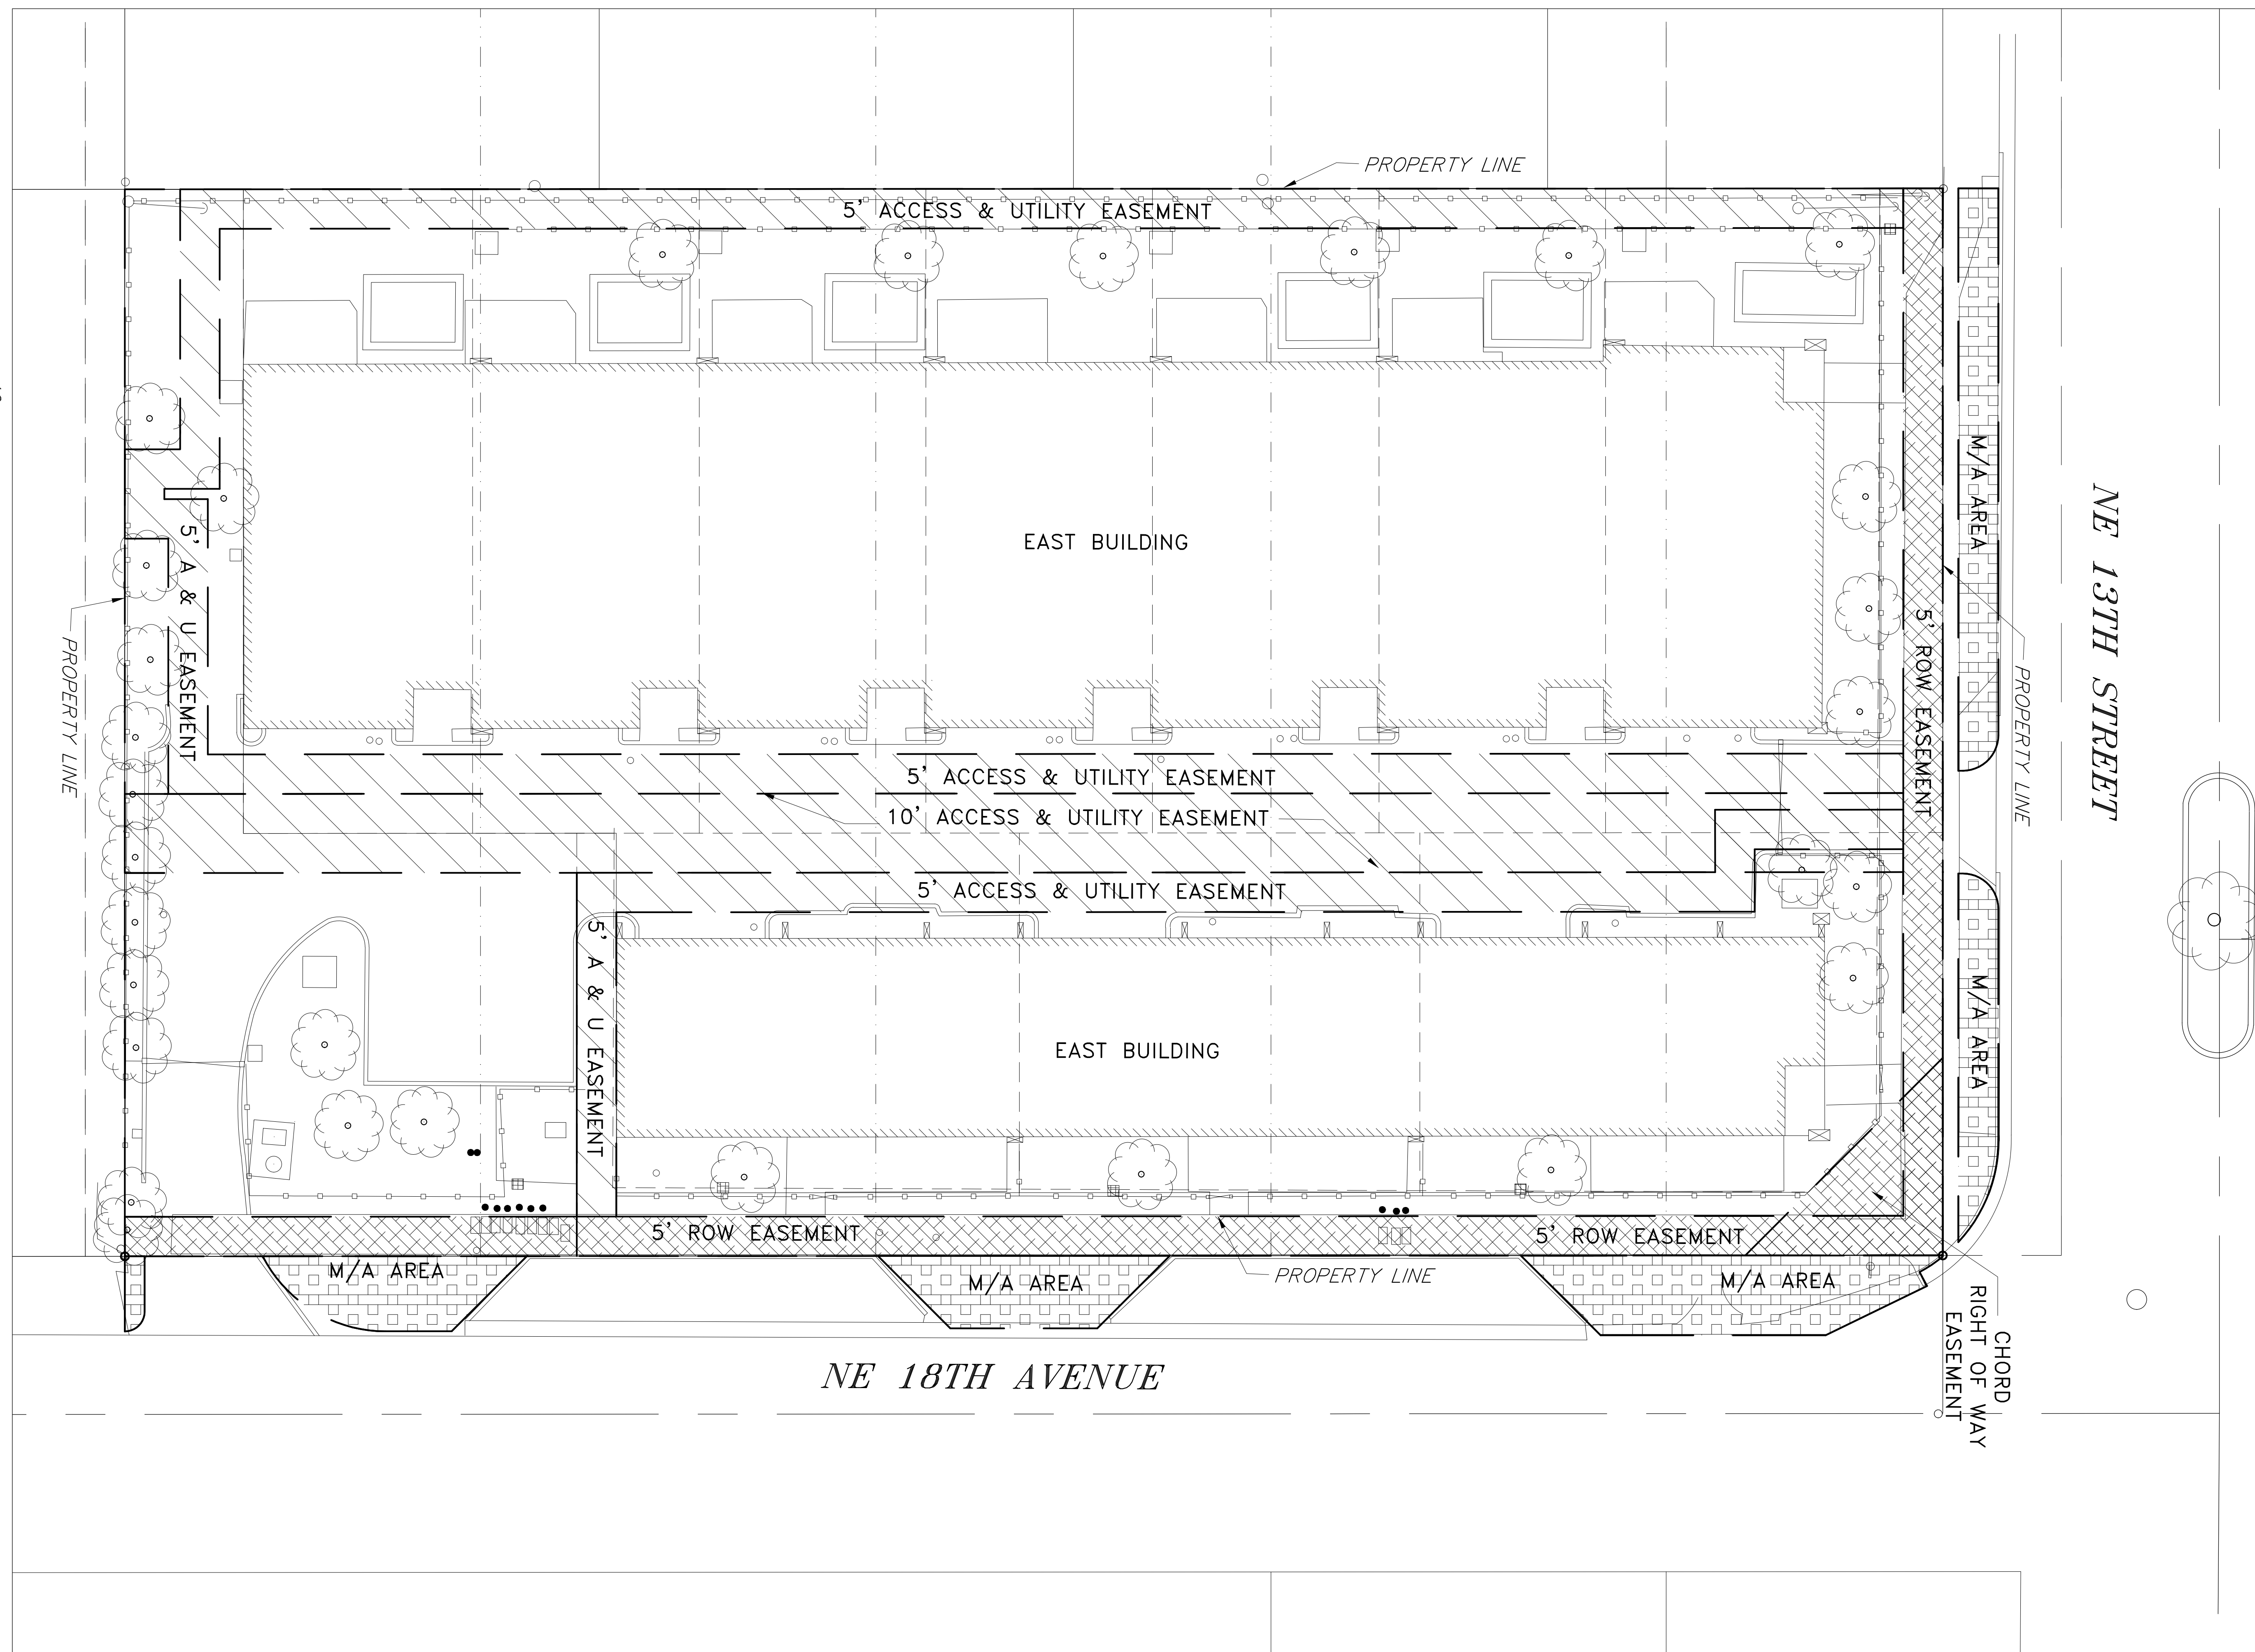 PROPERTY LINE
5' ACCESS & UTILITY EASEMENT
M/A AREA
NE 13TH STREET
EAST BUILDING
5' A & U EASEMENT
PROPERTY LINE
5' ROW EASEMENT
PROPERTY LINE
5' ACCESS & UTILITY EASEMENT
10' ACCESS & UTILITY EASEMENT
5' ACCESS & UTILITY EASEMENT
5' A & U EASEMENT
M/A AREA
EAST BUILDING
5' ROW EASEMENT
5' ROW EASEMENT
M/A AREA
M/A AREA
PROPERTY LINE
M/A AREA
CHORD
RIGHT OF WAY
EASEMENT
NE 18TH AVENUE